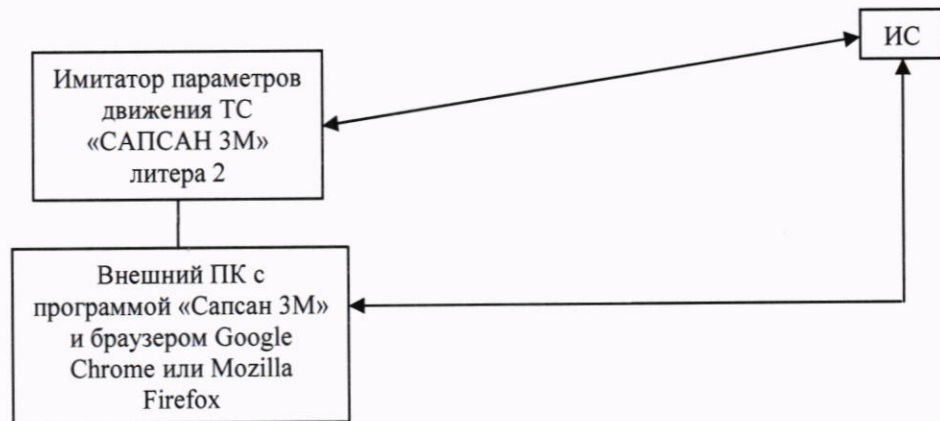 ИС
Имитатор параметров
движения ТС
«САПСАН 3М»
литера 2
Внешний ПК с
программой «Сапсан 3М»
и браузером Google
Chrome или Mozilla
Firefox